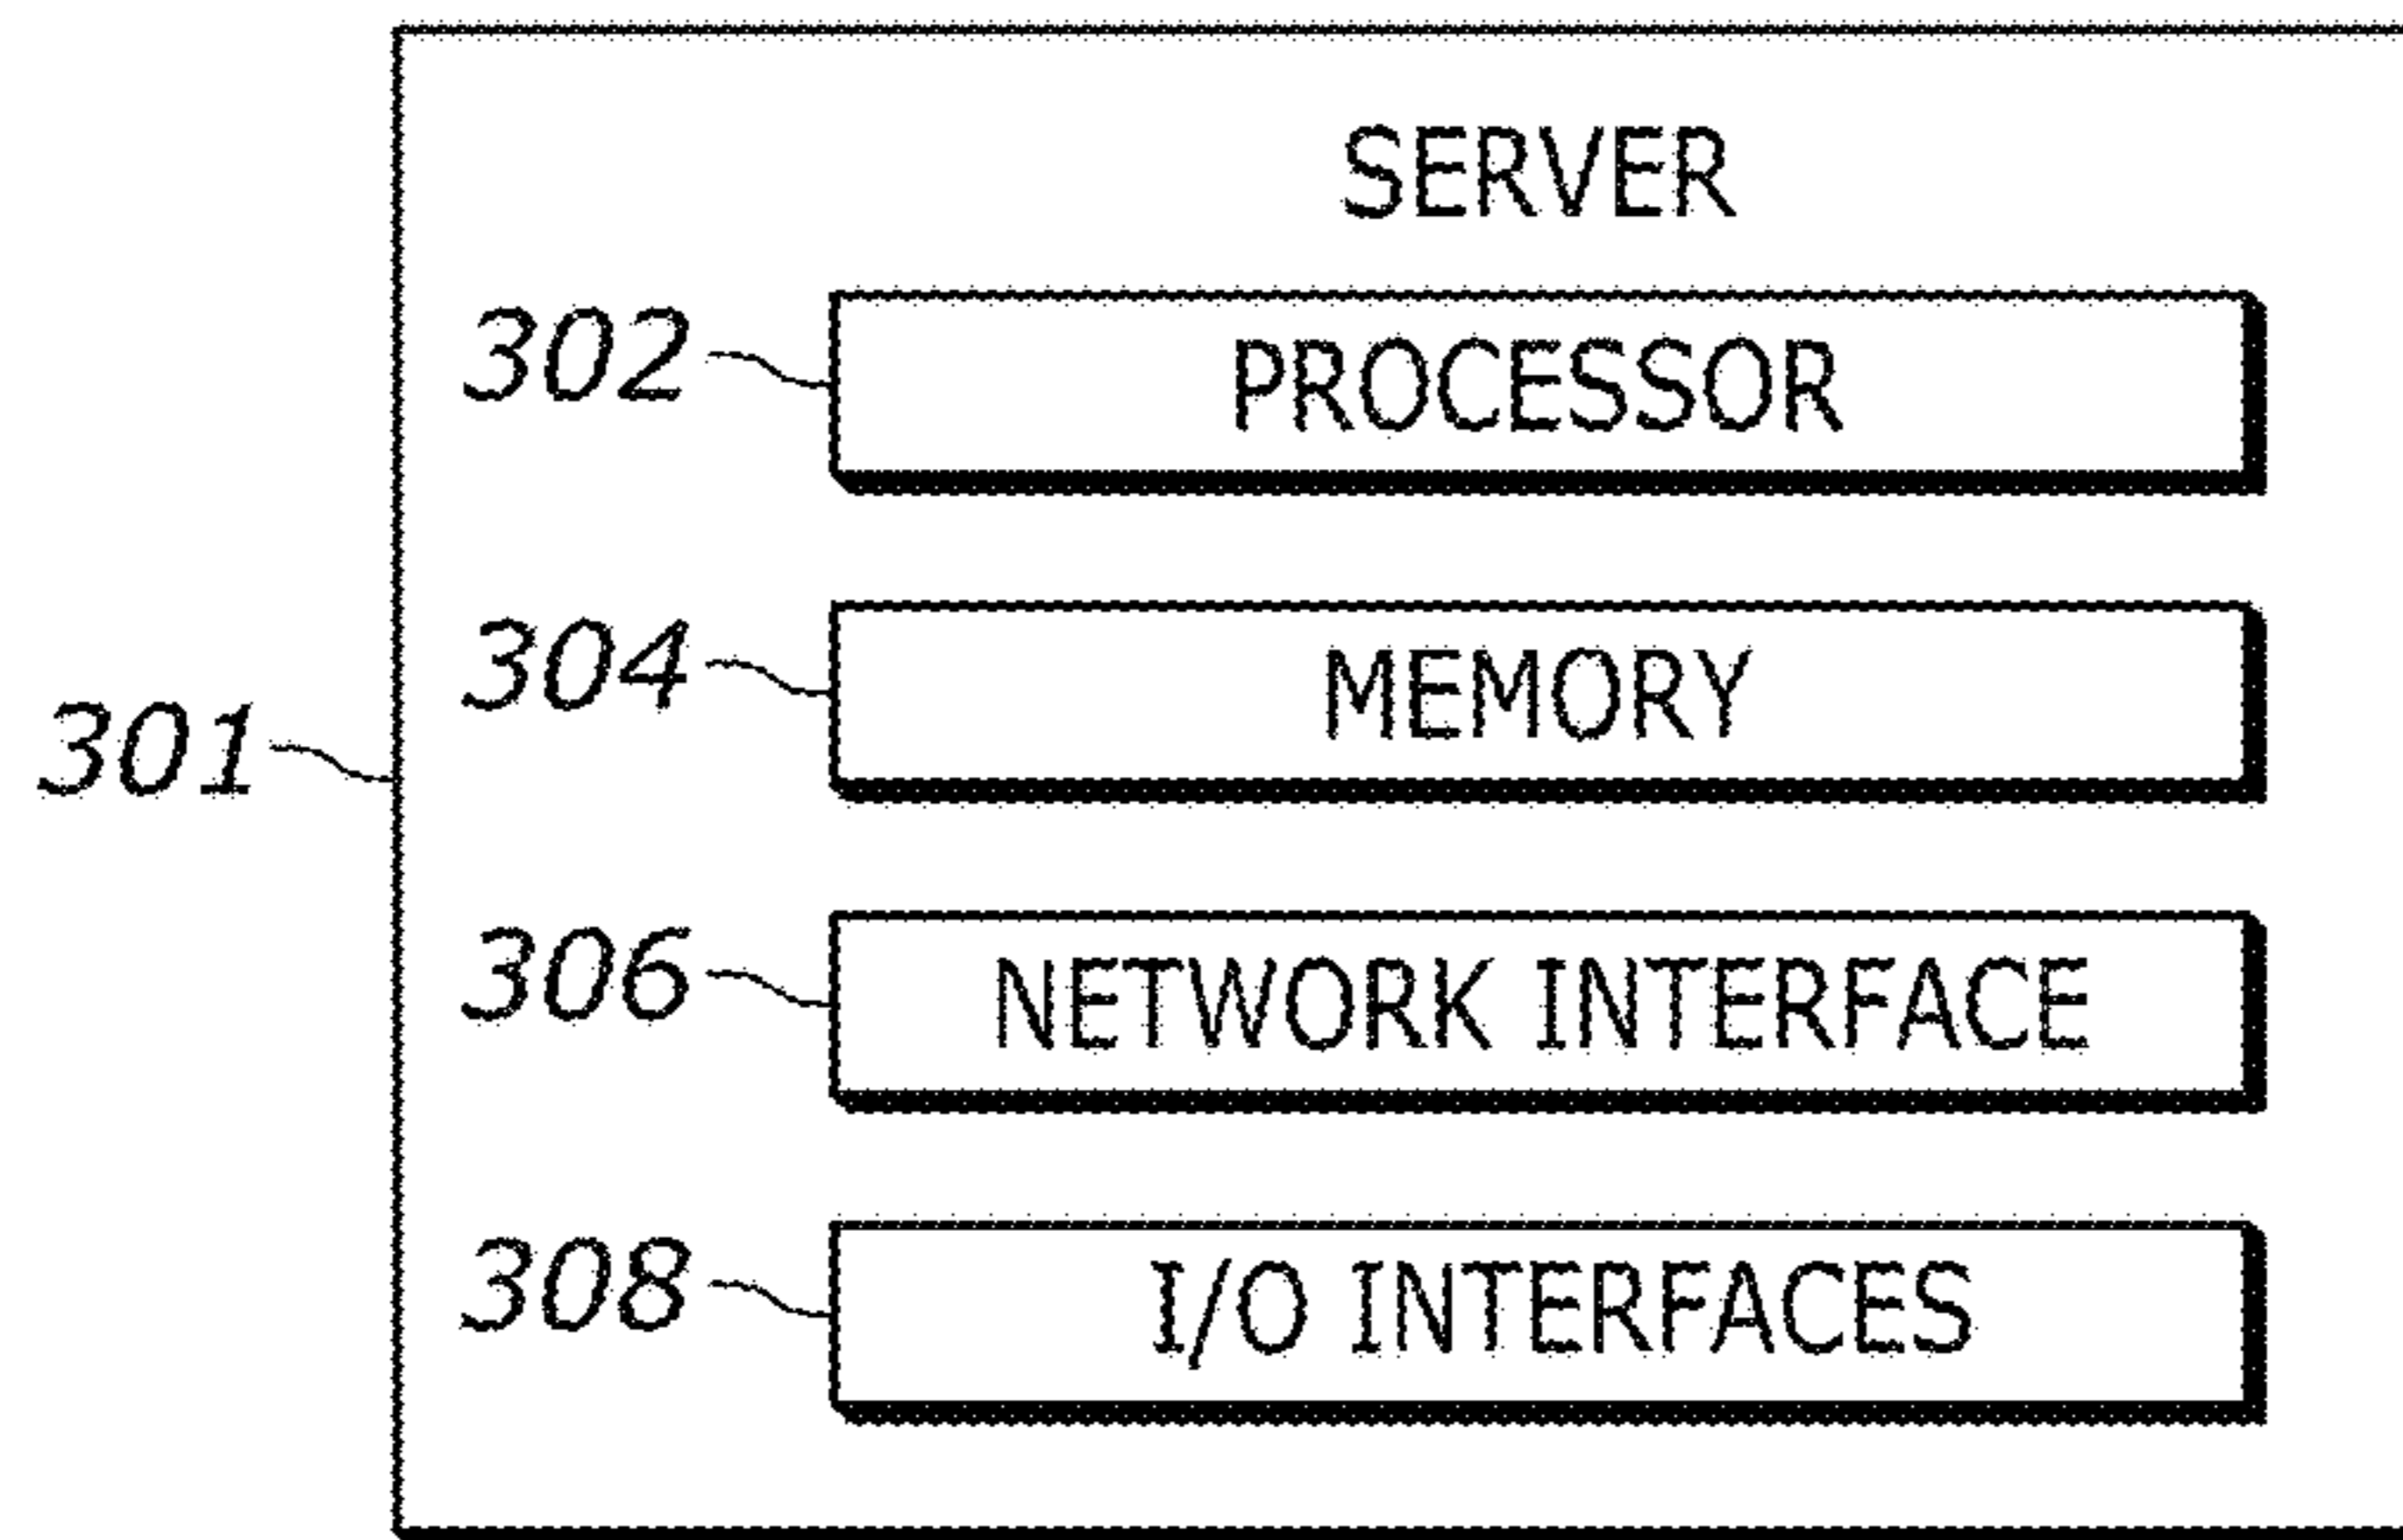 SERVER
302 PROCESSOR
304 MEMORY
301
306 NETWORK INTERFACE
308 I/O INTERFACES